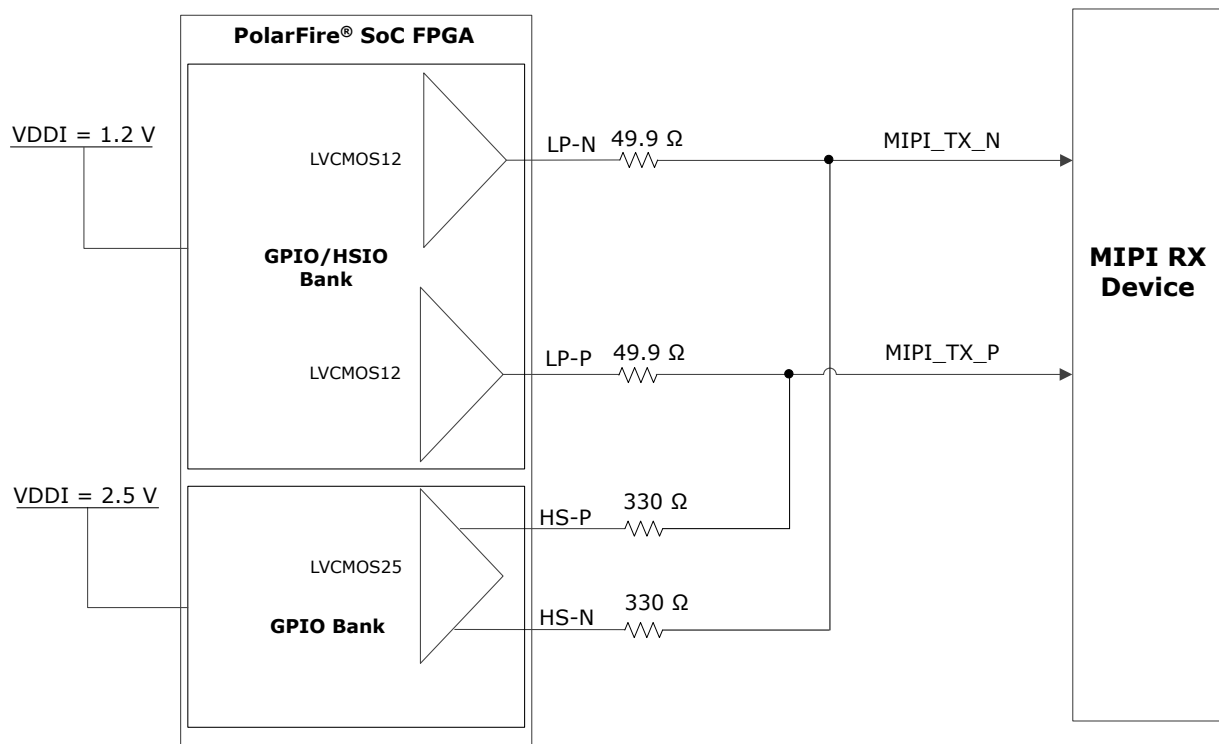 PolarFire® SoC FPGA
VDDI = 1.2 V
LVCMOS12
GPIO/HSIO
Bank
LVCMOS12
LP-N
49.9 Ω
MIPI_TX_N
LP-P
49.9 Ω
MIPI_TX_P
MIPI RX
Device
VDDI = 2.5 V
LVCMOS25
GPIO Bank
HS-P
330 Ω
HS-N
330 Ω